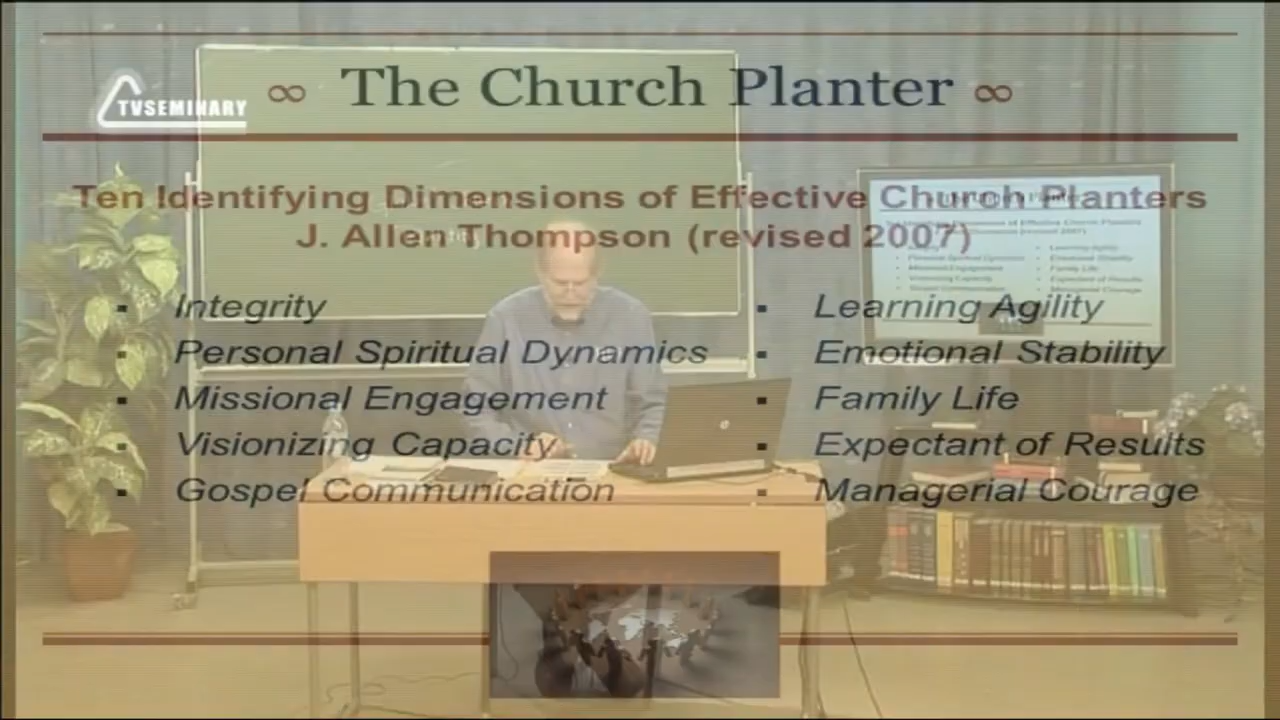 TVSEMINARY
∞ The Church Planter ∞
Ten Identifying Dimensions of Effective Church Planters
J. Allen Thompson (revised 2007)
▪ Integrity
▪ Personal Spiritual Dynamics
▪ Missional Engagement
▪ Visionizing Capacity
▪ Gospel Communication
▪ Learning Agility
▪ Emotional Stability
▪ Family Life
▪ Expectant of Results
▪ Managerial Courage